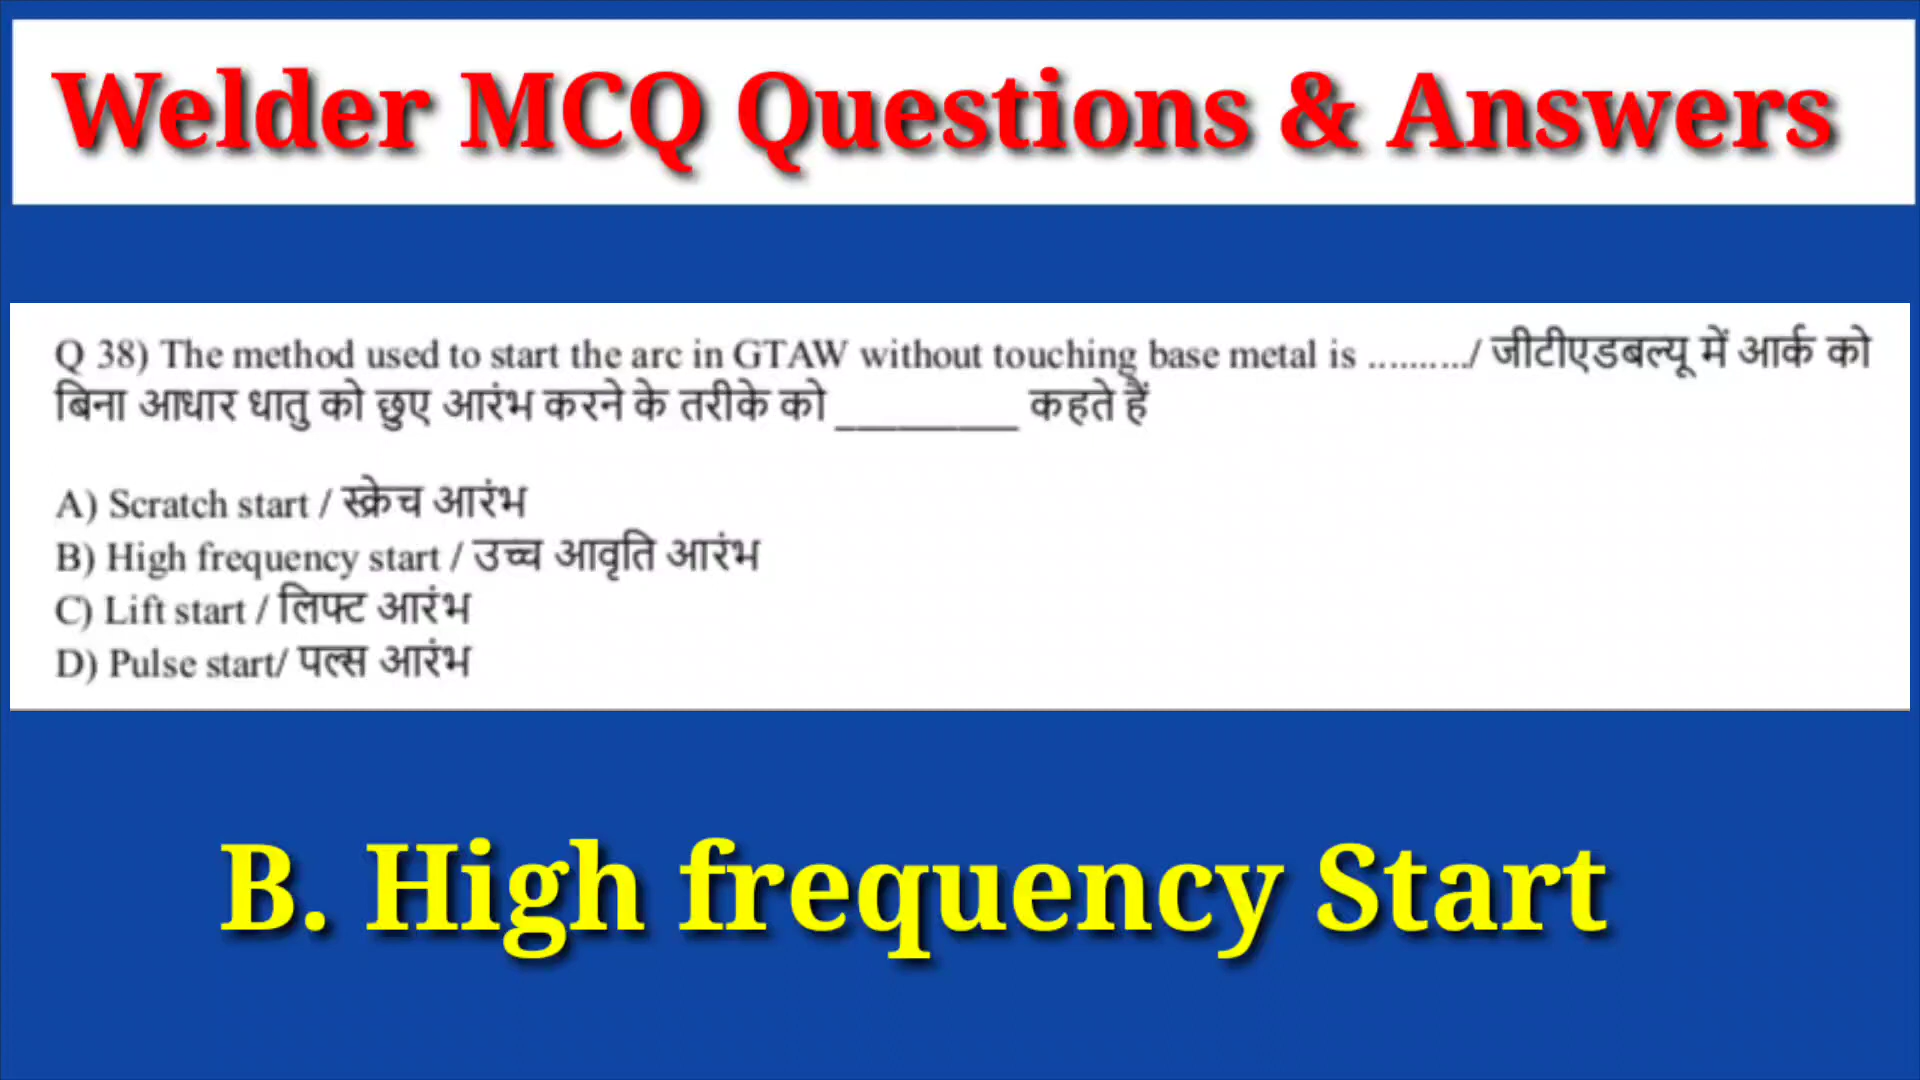 Welder MCQ Questions & Answers
Q 38) The method used to start the arc in GTAW without touching base metal is ........../ जीटीएडबल्यू में आर्क को
बिना आधार धातु को छुए आरंभ करने के तरीके को _________ कहते हैं
A) Scratch start / स्क्रेच आरंभ
B) High frequency start / उच्च आवृति आरंभ
C) Lift start / लिफ्ट आरंभ
D) Pulse start/ पल्स आरंभ
B. High frequency Start